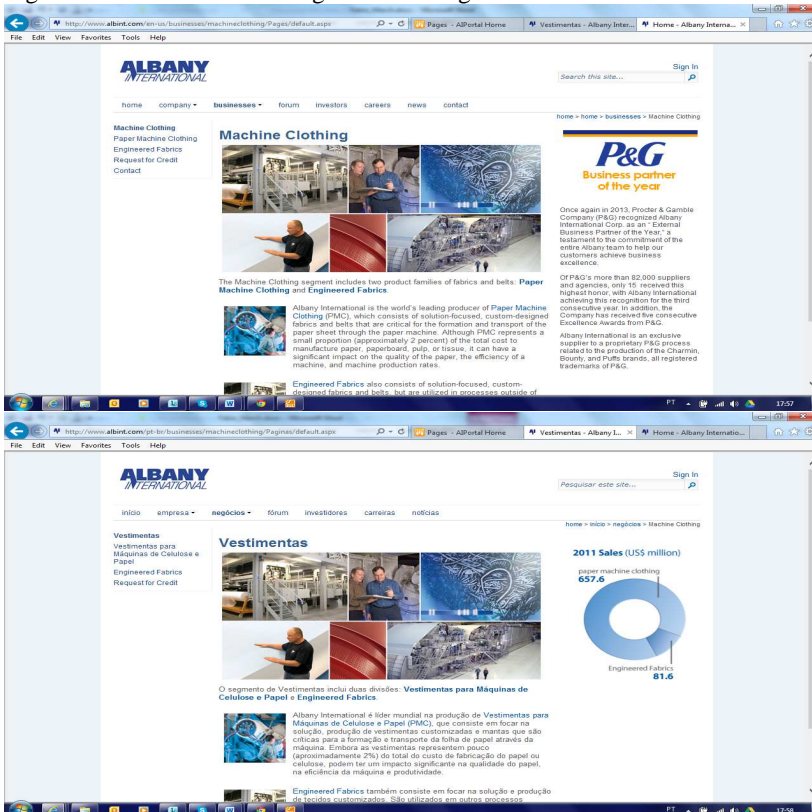 http://www.albint.com/en-us/businesses/machineclothing/Pages/default.aspx
Pages - AIPortal Home
Vestimentas - Albany Inter...
Home - Albany Interna...
File Edit View Favorites Tools Help
ALBANY
INTERNATIONAL
Sign In
Search this site...
home company businesses forum investors careers news contact
home > home > businesses > Machine Clothing
Machine Clothing
Paper Machine Clothing
Engineered Fabrics
Request for Credit
Contact
Machine Clothing
The Machine Clothing segment includes two product families of fabrics and belts: Paper
Machine Clothing and Engineered Fabrics.
Albany International is the world's leading producer of Paper Machine
Clothing (PMC), which consists of solution-focused, custom-designed
fabrics and belts that are critical for the formation and transport of the
paper sheet through the paper machine. Although PMC represents a
small proportion (approximately 2 percent) of the total cost to
manufacture paper, paperboard, pulp, or tissue, it can have a
significant impact on the quality of the paper, the efficiency of a
machine, and machine production rates.
Engineered Fabrics also consists of solution-focused, custom-
designed fabrics and belts, but are utilized in processes outside of
P&G
Business partner
of the year
Once again in 2013, Procter & Gamble
Company (P&G) recognized Albany
International Corp. as an " External
Business Partner of the Year," a
testament to the commitment of the
entire Albany team to help our
customers achieve business
excellence.
Of P&G's more than 82,000 suppliers
and agencies, only 15 received this
highest honor, with Albany International
achieving this recognition for the third
consecutive year. In addition, the
Company has received five consecutive
Excellence Awards from P&G.
Albany International is an exclusive
supplier to a proprietary P&G process
related to the production of the Charmin,
Bounty, and Puffs brands, all registered
trademarks of P&G.
PT 17:57
http://www.albint.com/pt-br/businesses/machineclothing/Paginas/default.aspx
Pages - AIPortal Home
Vestimentas - Albany I...
Home - Albany Internatio...
File Edit View Favorites Tools Help
ALBANY
INTERNATIONAL
Sign In
Pesquisar este site...
início empresa negócios fórum investidores carreiras notícias
home > início > negócios > Machine Clothing
Vestimentas
Vestimentas para
Máquinas de Celulose e
Papel
Engineered Fabrics
Request for Credit
Vestimentas
O segmento de Vestimentas inclui duas divisões: Vestimentas para Máquinas de
Celulose e Papel e Engineered Fabrics.
Albany International é líder mundial na produção de Vestimentas para
Máquinas de Celulose e Papel (PMC), que consiste em focar na
solução, produção de vestimentas customizadas e mantas que são
críticas para a formação e transporte da folha de papel através da
máquina. Embora as vestimentas representem pouco
(aproximadamente 2%) do total do custo de fabricação do papel ou
celulose, podem ter um impacto significante na qualidade do papel,
na eficiência da máquina e produtividade.
Engineered Fabrics também consiste em focar na solução e produção
de tecidos customizados. São utilizados em outros processos
2011 Sales (US$ million)
paper machine clothing
657.6
Engineered Fabrics
81.6
PT 17:58